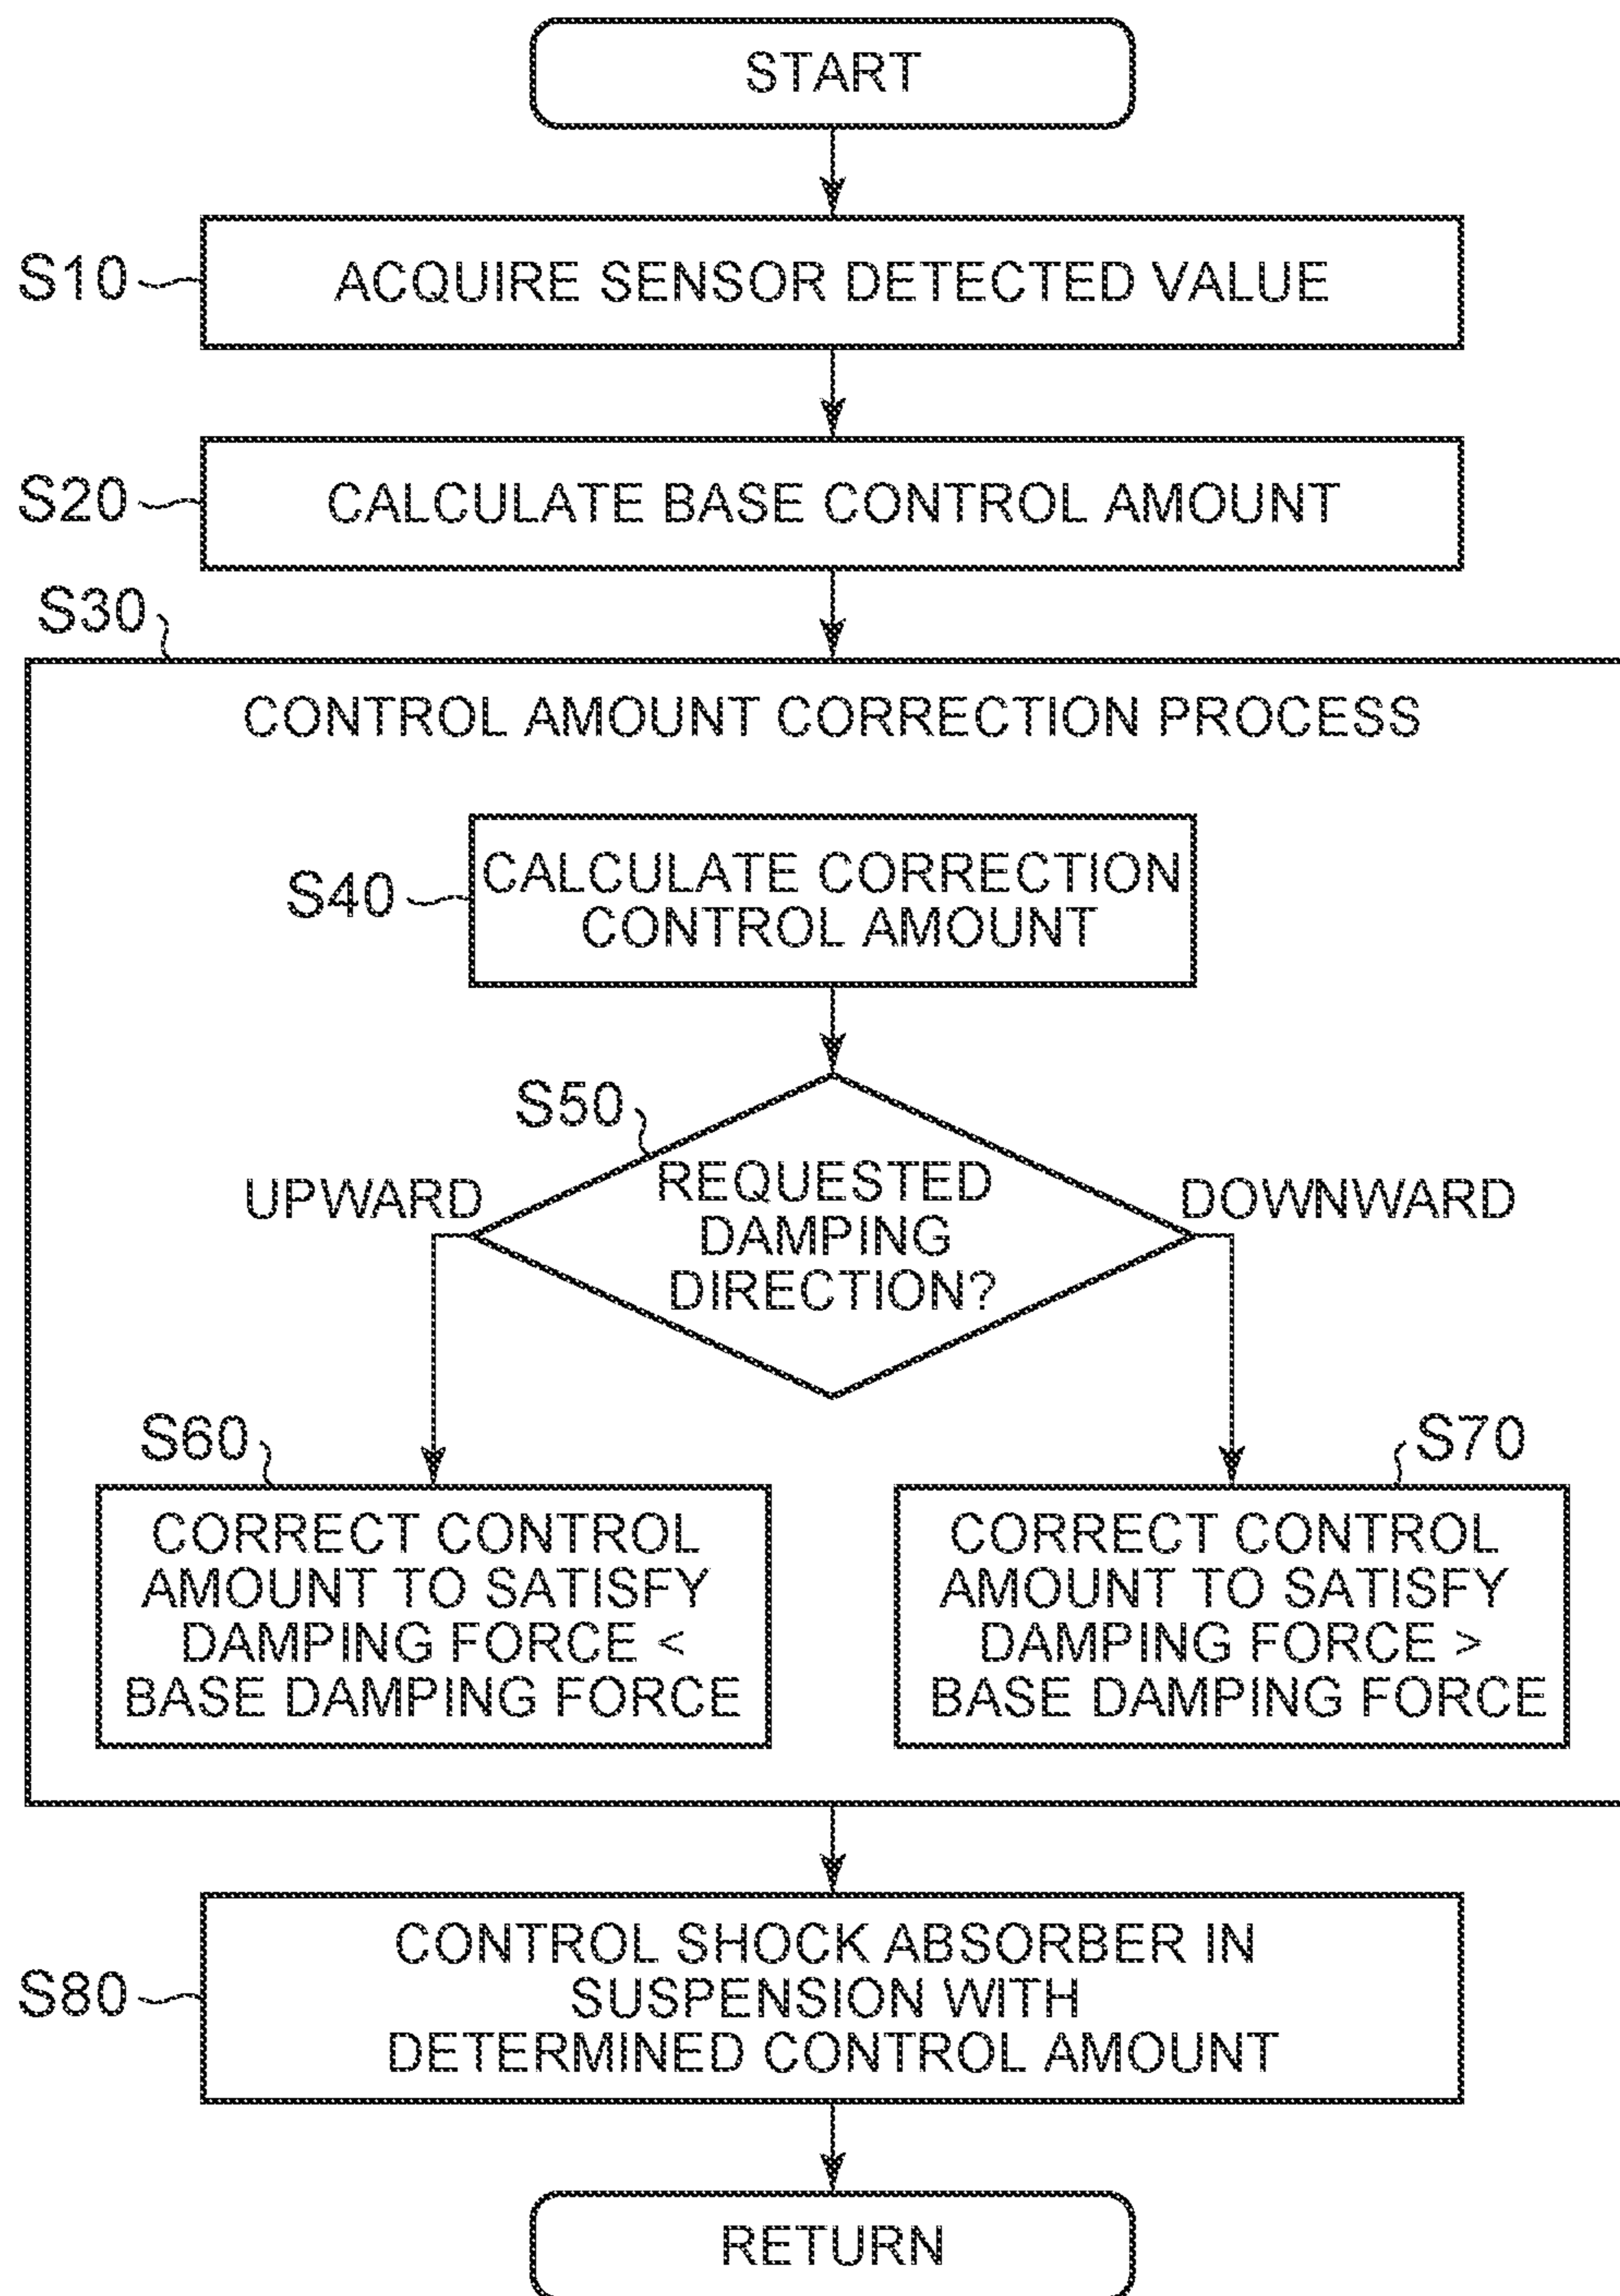 START
S10
ACQUIRE SENSOR DETECTED VALUE
S20
CALCULATE BASE CONTROL AMOUNT
S30
CONTROL AMOUNT CORRECTION PROCESS
S40
CALCULATE CORRECTION
CONTROL AMOUNT
S50
UPWARD
REQUESTED
DAMPING
DIRECTION?
DOWNWARD
S60
CORRECT CONTROL
AMOUNT TO SATISFY
DAMPING FORCE <
BASE DAMPING FORCE
S70
CORRECT CONTROL
AMOUNT TO SATISFY
DAMPING FORCE >
BASE DAMPING FORCE
S80
CONTROL SHOCK ABSORBER IN
SUSPENSION WITH
DETERMINED CONTROL AMOUNT
RETURN